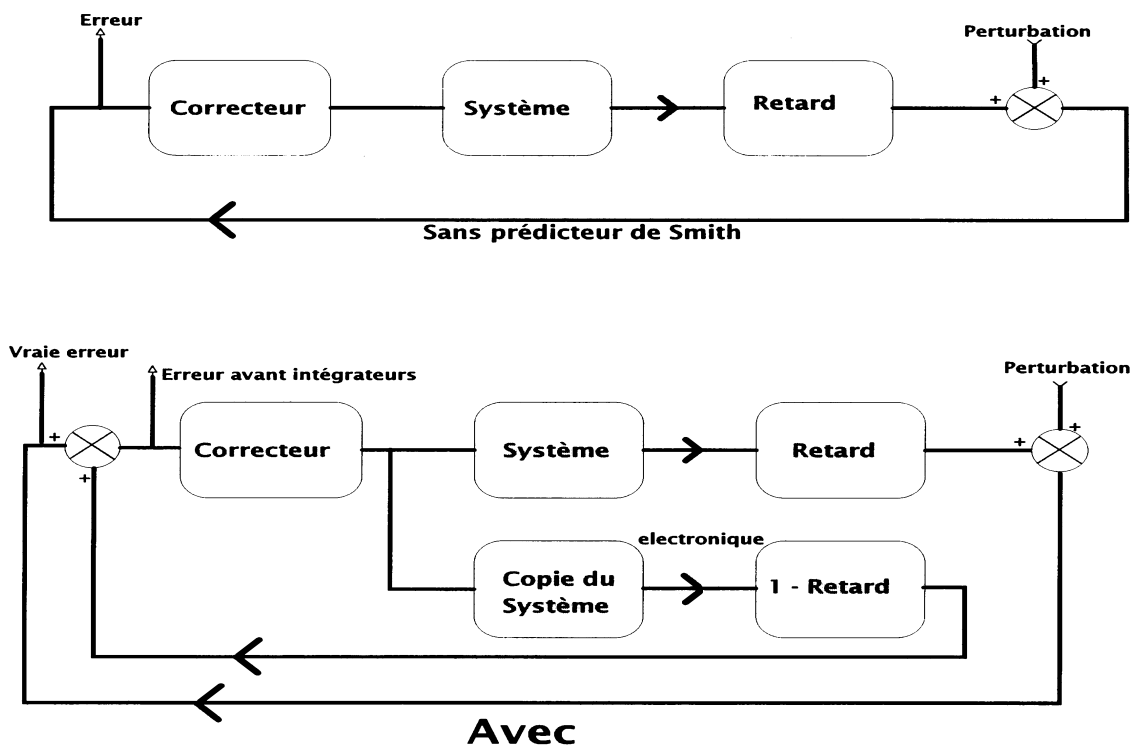 Erreur
Perturbation
+
+
Correcteur
Système
Retard
Sans prédicteur de Smith
Vraie erreur
Erreur avant intégrateurs
Perturbation
+
+
+
+
Correcteur
Système
Retard
electronique
Copie du
Système
1 - Retard
Avec